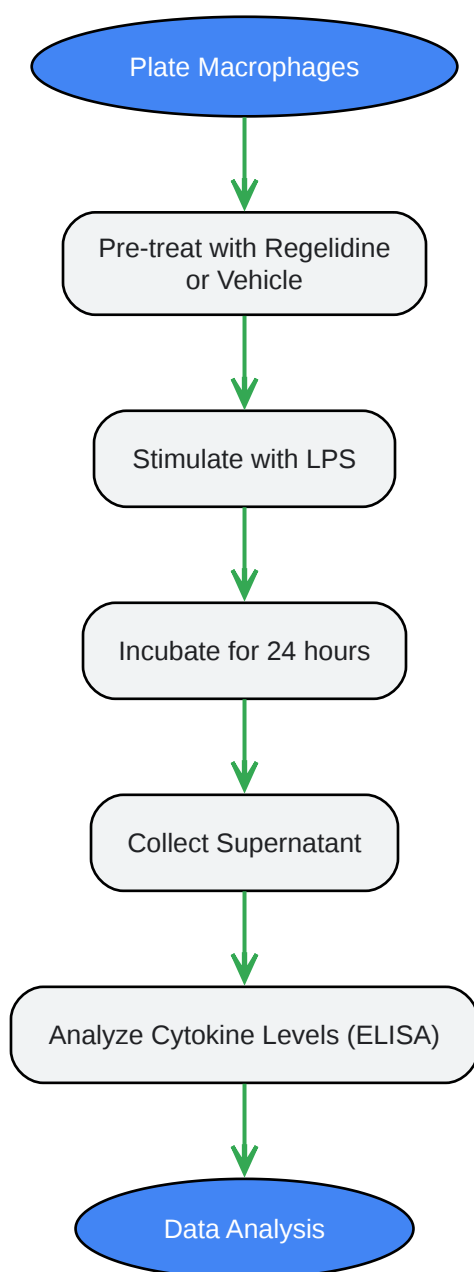 Plate Macrophages
Pre-treat with Regelidine
or Vehicle
Stimulate with LPS
Incubate for 24 hours
Collect Supernatant
Analyze Cytokine Levels (ELISA)
Data Analysis